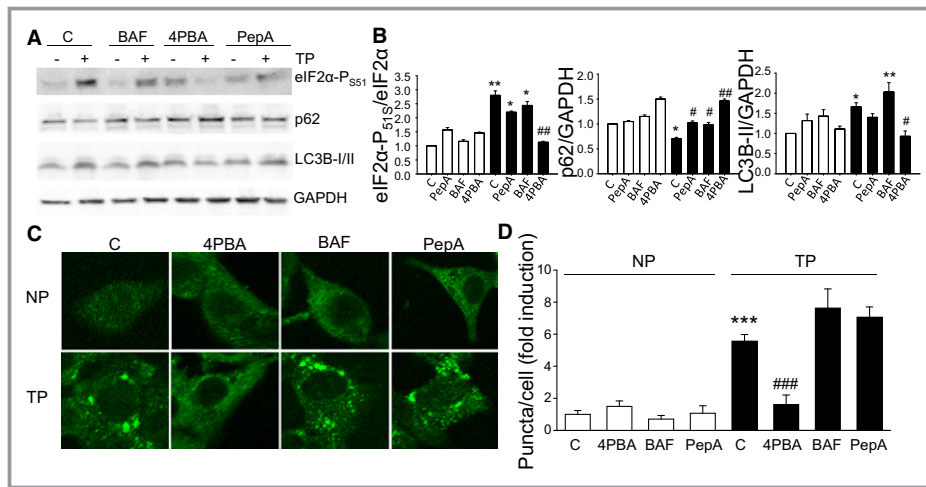 A
C BAF 4PBA PepA
- + - + - + - + TP
eIF2α-P S51
p62
LC3B-I/II
GAPDH
B
eIF2α-P 51S/eIF2α
3.5
3.0
2.5
2.0
1.5
1.0
0.5
0.0
** * * ##
C PepA BAF 4PBA C PepA BAF 4PBA
p62/GAPDH
2.0
1.5
1.0
0.5
0.0
* # # ##
C PepA BAF 4PBA C PepA BAF 4PBA
LC3B-II/GAPDH
2.5
2.0
1.5
1.0
0.5
0.0
* ** #
C PepA BAF 4PBA C PepA BAF 4PBA
C
C 4PBA BAF PepA
NP
TP
D
NP TP
Puncta/cell (fold induction)
10
8
6
4
2
0
*** ###
C 4PBA BAF PepA C 4PBA BAF PepA